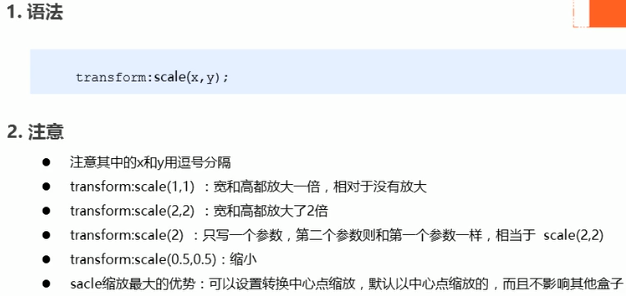 1. 语法
transform:scale(x,y);
2. 注意
● 注意其中的x和y用逗号分隔
● transform:scale(1,1) ：宽和高都放大一倍，相对于没有放大
● transform:scale(2,2) ：宽和高都放大了2倍
● transform:scale(2) ：只写一个参数，第二个参数则和第一个参数一样，相当于 scale(2,2)
● transform:scale(0.5,0.5)：缩小
● sacle缩放最大的优势：可以设置转换中心点缩放，默认以中心点缩放的，而且不影响其他盒子